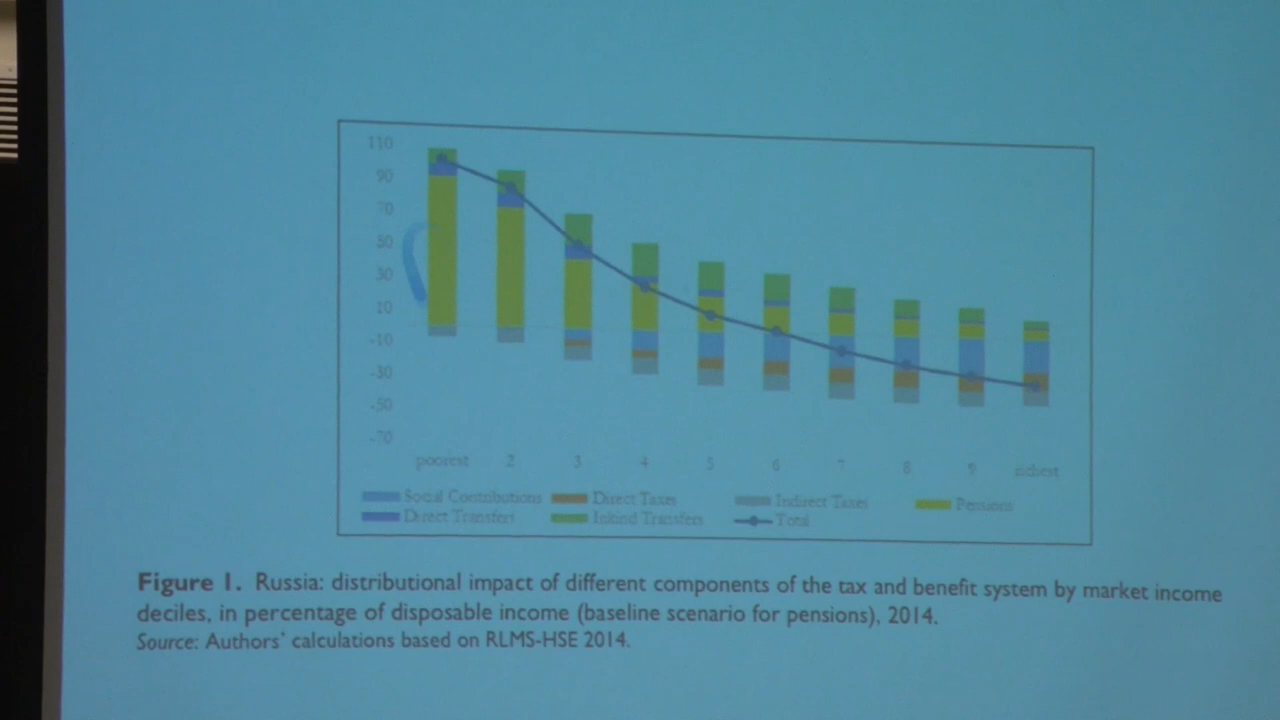 110
90
70
50
30
10
-10
-30
-50
-70
poorest 2 3 4 5 6 7 8 9 richest
Social Contributions Direct Taxes Indirect Taxes Pensions
Direct Transfers Inkind Transfers Total
Figure 1. Russia: distributional impact of different components of the tax and benefit system by market income
deciles, in percentage of disposable income (baseline scenario for pensions), 2014.
Source: Authors' calculations based on RLMS-HSE 2014.